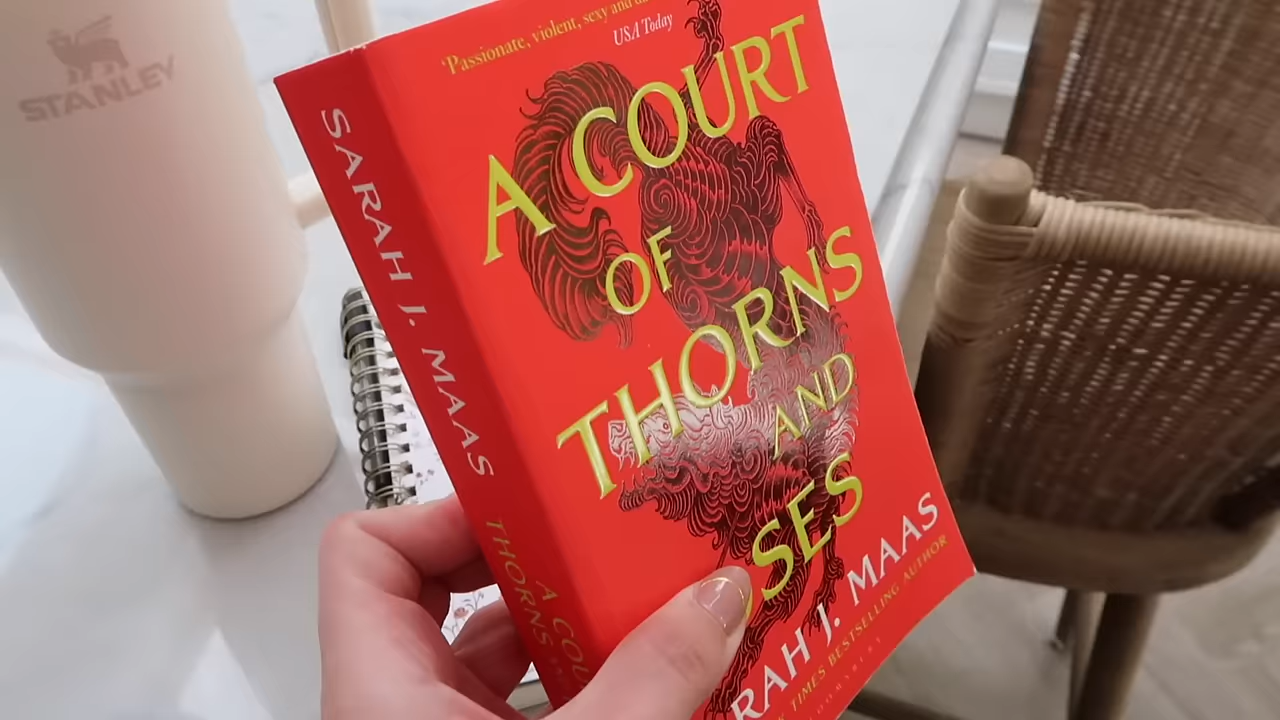 STANLEY
SARAH J. MAAS
A COU
THORNS
'Passionate, violent, sexy and
USA Today
A COURT
OF
THORNS
AND
SES
RAH J. MAAS
TIMES BESTSELLING AUTHOR